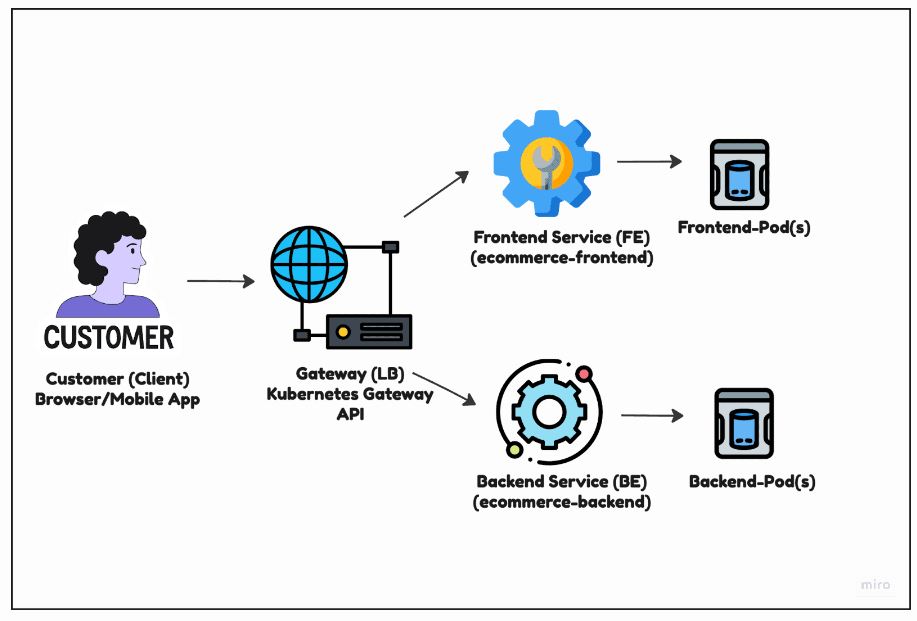 CUSTOMER
Customer (Client)
Browser/Mobile App
Gateway (LB)
Kubernetes Gateway
API
Frontend Service (FE)
(ecommerce-frontend)
Frontend-Pod(s)
Backend Service (BE)
(ecommerce-backend)
Backend-Pod(s)
miro